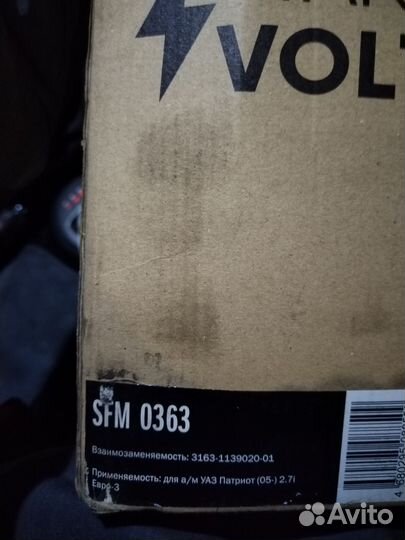 VOLT
SFM 0363
Взаимозаменяемость: 3163-1139020-01
Применяемость: для а/м УАЗ Патриот (05-) 2.7i
Евро-3
Avito